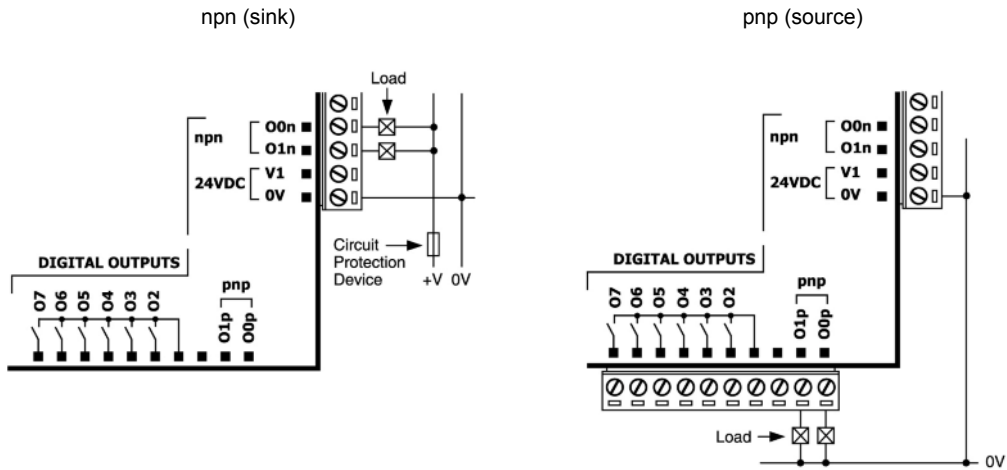 npn (sink)
Load
npn
O0n
O1n
24VDC
V1
0V
Circuit
Protection
Device
+V 0V
DIGITAL OUTPUTS
pnp
O7 O6 O5 O4 O3 O2 O1p O0p
pnp (source)
npn
O0n
O1n
24VDC
V1
0V
DIGITAL OUTPUTS
pnp
O7 O6 O5 O4 O3 O2 O1p O0p
Load
0V